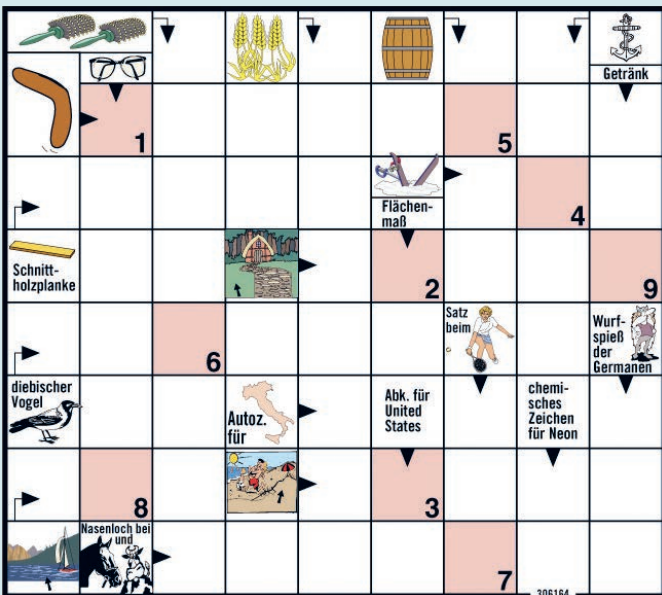 Getränk
1
5
Flächen-
maß
4
Schnitt-
holzplanke
2
9
6
Satz
beim
Wurf-
spieß
der
Germanen
diebischer
Vogel
Autoz.
für
Abk. für
United
States
chemi-
sches
Zeichen
für Neon
8
3
Nasenloch bei
und
7
306164